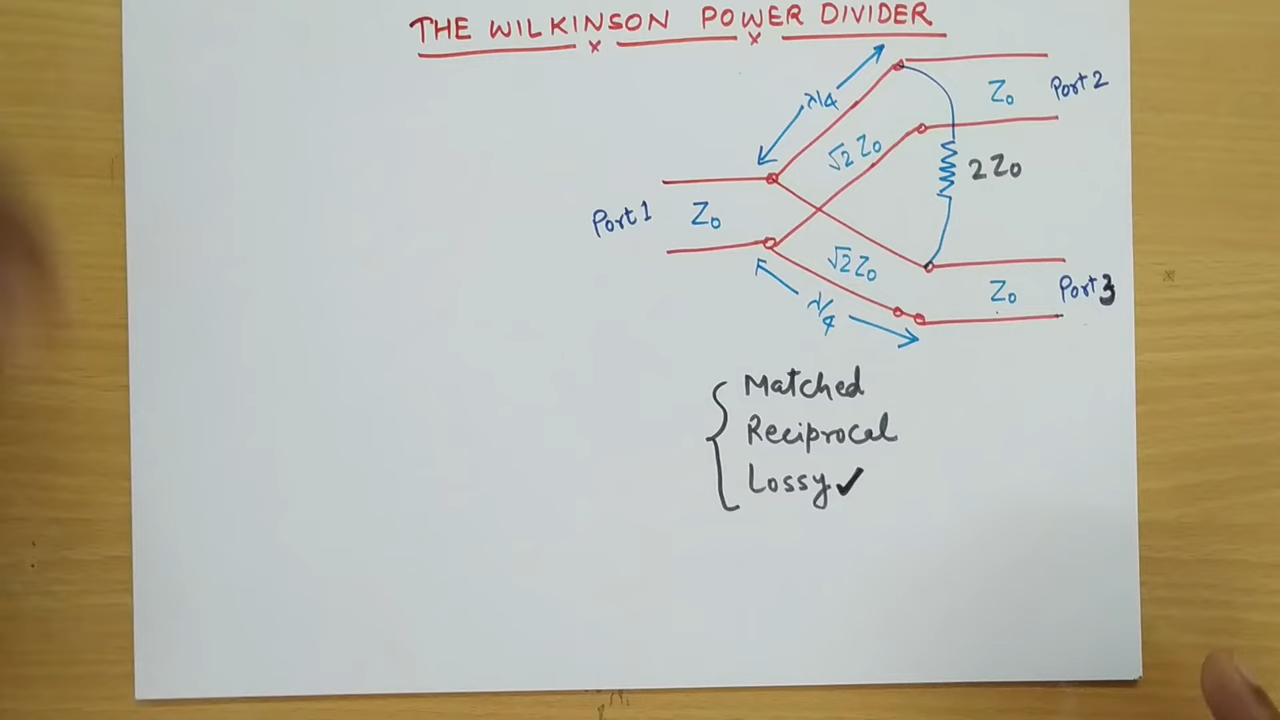 THE WILKINSON POWER DIVIDER
λ/4
Z₀ Port 2
√2 Z₀
2Z₀
Port 1 Z₀
√2 Z₀
Z₀ Port 3
λ/4
Matched
Reciprocal
Lossy ✓